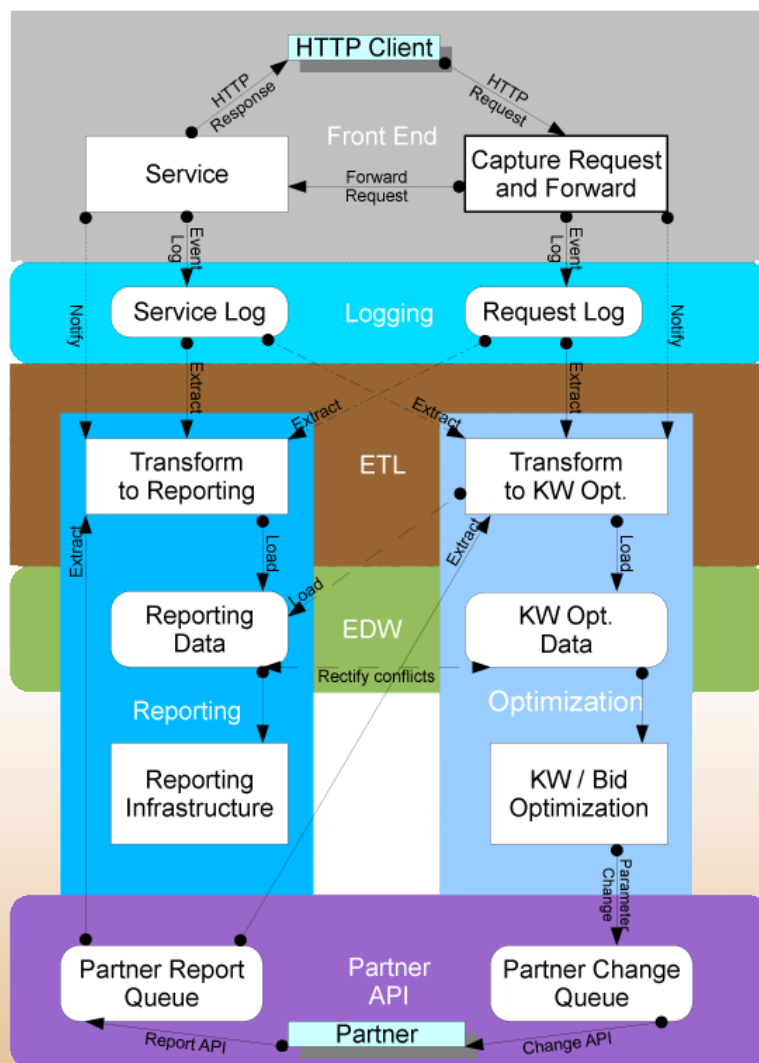 HTTP Client
HTTP
Response
HTTP
Request
Front End
Service
Forward
Request
Capture Request
and Forward
Event
Log
Event
Log
Notify
Service Log
Logging
Request Log
Notify
Extract
Extract
Extract
Extract
Transform
to Reporting
ETL
Transform
to KW Opt.
Extract
Load
Load
Extract
Load
Reporting
Data
EDW
KW Opt.
Data
Rectify conflicts
Reporting
Optimization
Reporting
Infrastructure
KW / Bid
Optimization
Parameter
Change
Partner Report
Queue
Partner
API
Partner Change
Queue
Report API
Partner
Change API